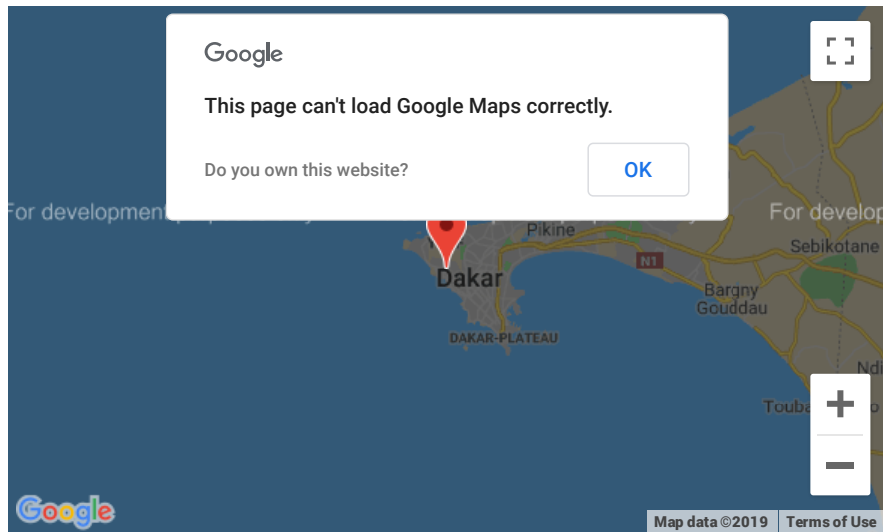 Google
This page can't load Google Maps correctly.
Do you own this website?
OK
For development
For develop
Pikine
Sebikotane
N1
Dakar
Bargny
Gouddau
DAKAR-PLATEAU
Ndi
Touba
Google
Map data ©2019
Terms of Use